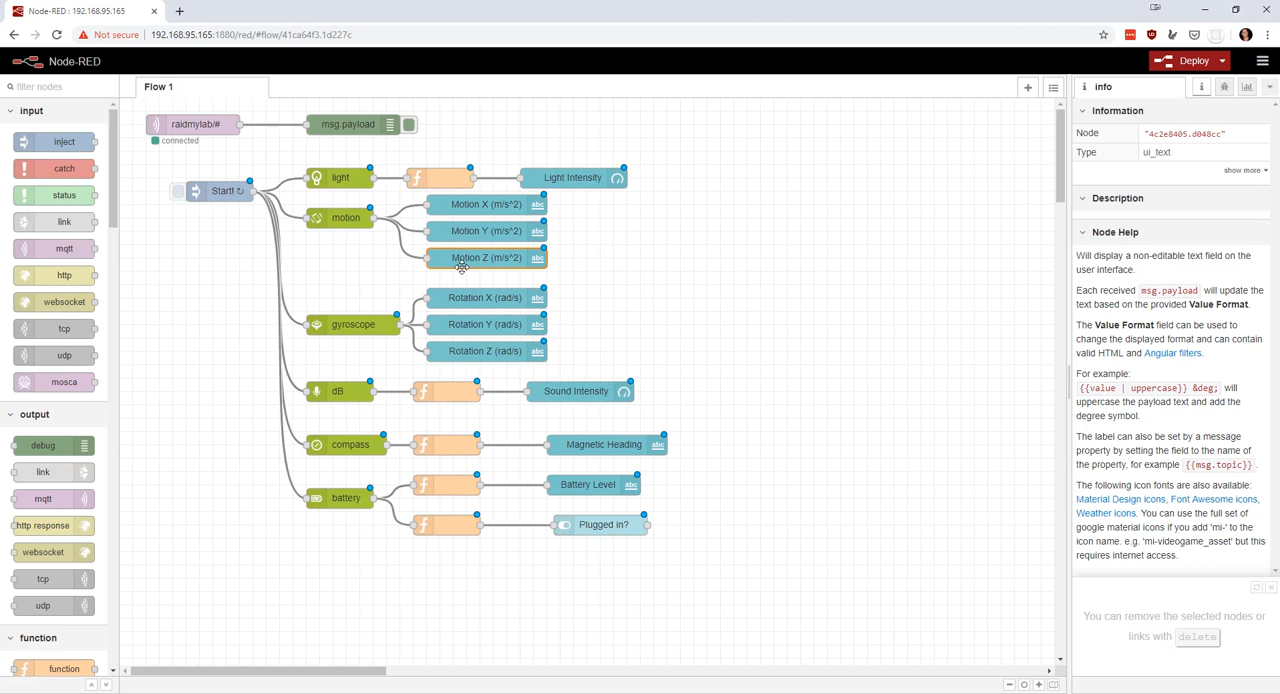 Node-RED : 192.168.95.165
Not secure
192.168.95.165:1880/red/#flow/41ca64f3.1d227c
Node-RED
Deploy
filter nodes
Flow 1
info
input
inject
catch
status
link
mqtt
http
websocket
tcp
udp
mosca
output
debug
link
mqtt
http response
websocket
tcp
udp
function
function
raidmylab/#
connected
msg.payload
Start! ↻
light
f
Light Intensity
motion
Motion X (m/s^2)
abc
Motion Y (m/s^2)
abc
Motion Z (m/s^2)
abc
gyroscope
Rotation X (rad/s)
abc
Rotation Y (rad/s)
abc
Rotation Z (rad/s)
abc
dB
f
Sound Intensity
compass
f
Magnetic Heading
abc
battery
f
Battery Level
abc
f
Plugged in?
Information
Node
"4c2e8405.d048cc"
Type
ui_text
show more
Description
Node Help
Will display a non-editable text field on the
user interface.
Each received msg.payload will update the
text based on the provided Value Format.
The Value Format field can be used to
change the displayed format and can contain
valid HTML and Angular filters.
For example:
{{value | uppercase}} &deg; will
uppercase the payload text and add the
degree symbol.
The label can also be set by a message
property by setting the field to the name of
the property, for example {{msg.topic}}.
The following icon fonts are also available:
Material Design icons, Font Awesome icons,
Weather icons. You can use the full set of
google material icons if you add 'mi-' to the
icon name. e.g. 'mi-videogame_asset' but this
requires internet access.
You can remove the selected nodes or
links with delete